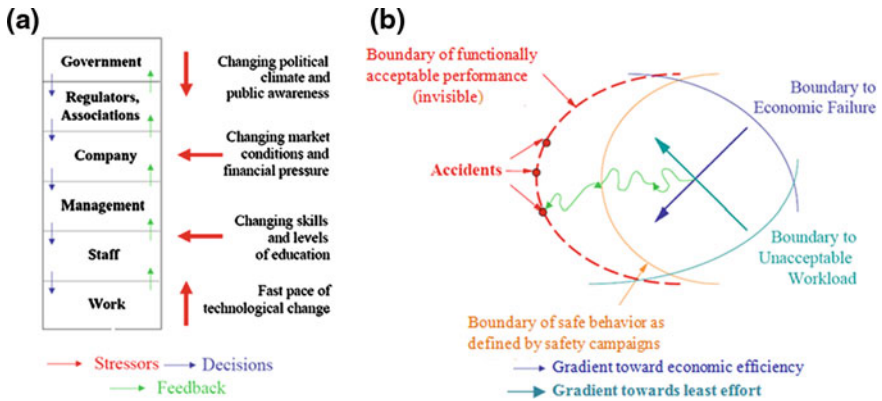 (a)
Government
Regulators,
Associations
Company
Management
Staff
Work
Changing political
climate and
public awareness
Changing market
conditions and
financial pressure
Changing skills
and levels
of education
Fast pace of
technological change
Stressors
Decisions
Feedback
(b)
Boundary of functionally
acceptable performance
(invisible)
Boundary to
Economic Failure
Accidents
Boundary to
Unacceptable
Workload
Boundary of safe behavior as
defined by safety campaigns
Gradient toward economic efficiency
Gradient towards least effort